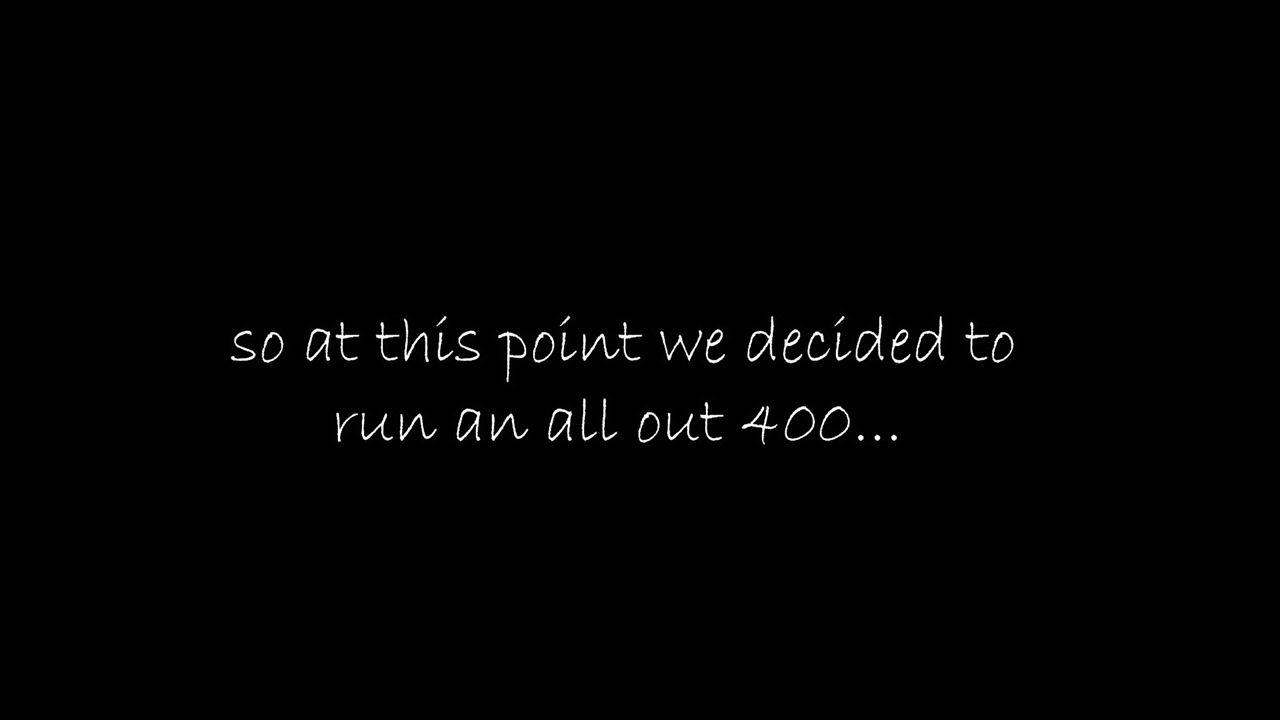 so at this point we decided to
run an all out 400...